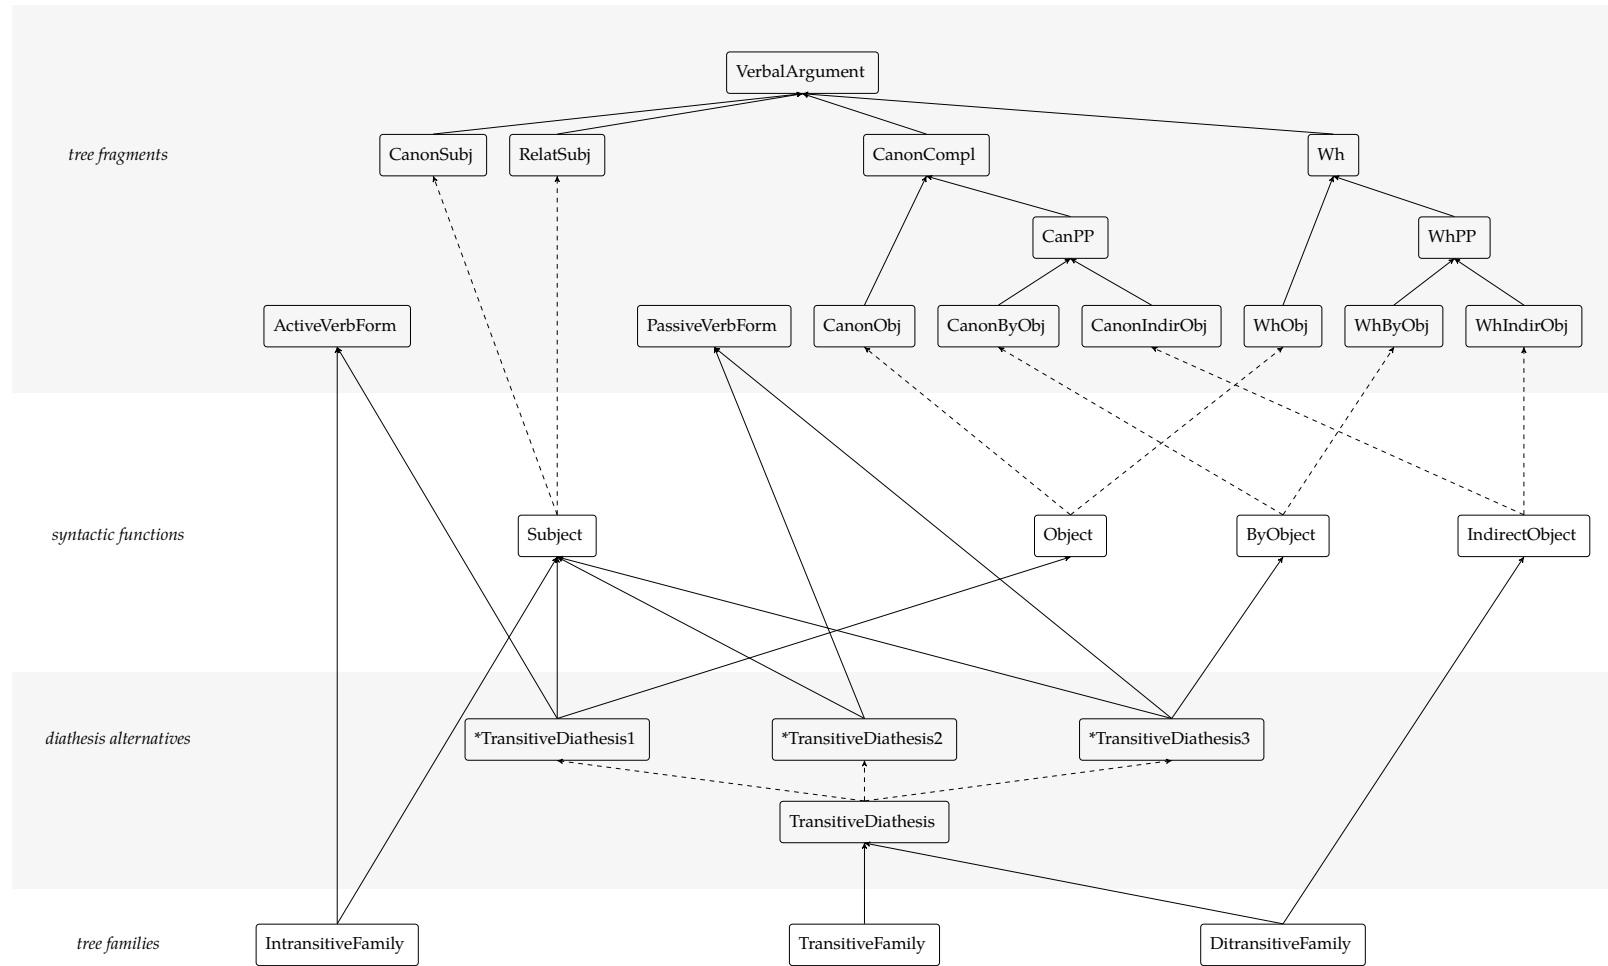 VerbalArgument
tree fragments
CanonSubj
RelatSubj
CanonCompl
Wh
CanPP
WhPP
ActiveVerbForm
PassiveVerbForm
CanonObj
CanonByObj
CanonIndirObj
WhObj
WhByObj
WhIndirObj
syntactic functions
Subject
Object
ByObject
IndirectObject
diathesis alternatives
*TransitiveDiathesis1
*TransitiveDiathesis2
*TransitiveDiathesis3
TransitiveDiathesis
tree families
IntransitiveFamily
TransitiveFamily
DitransitiveFamily